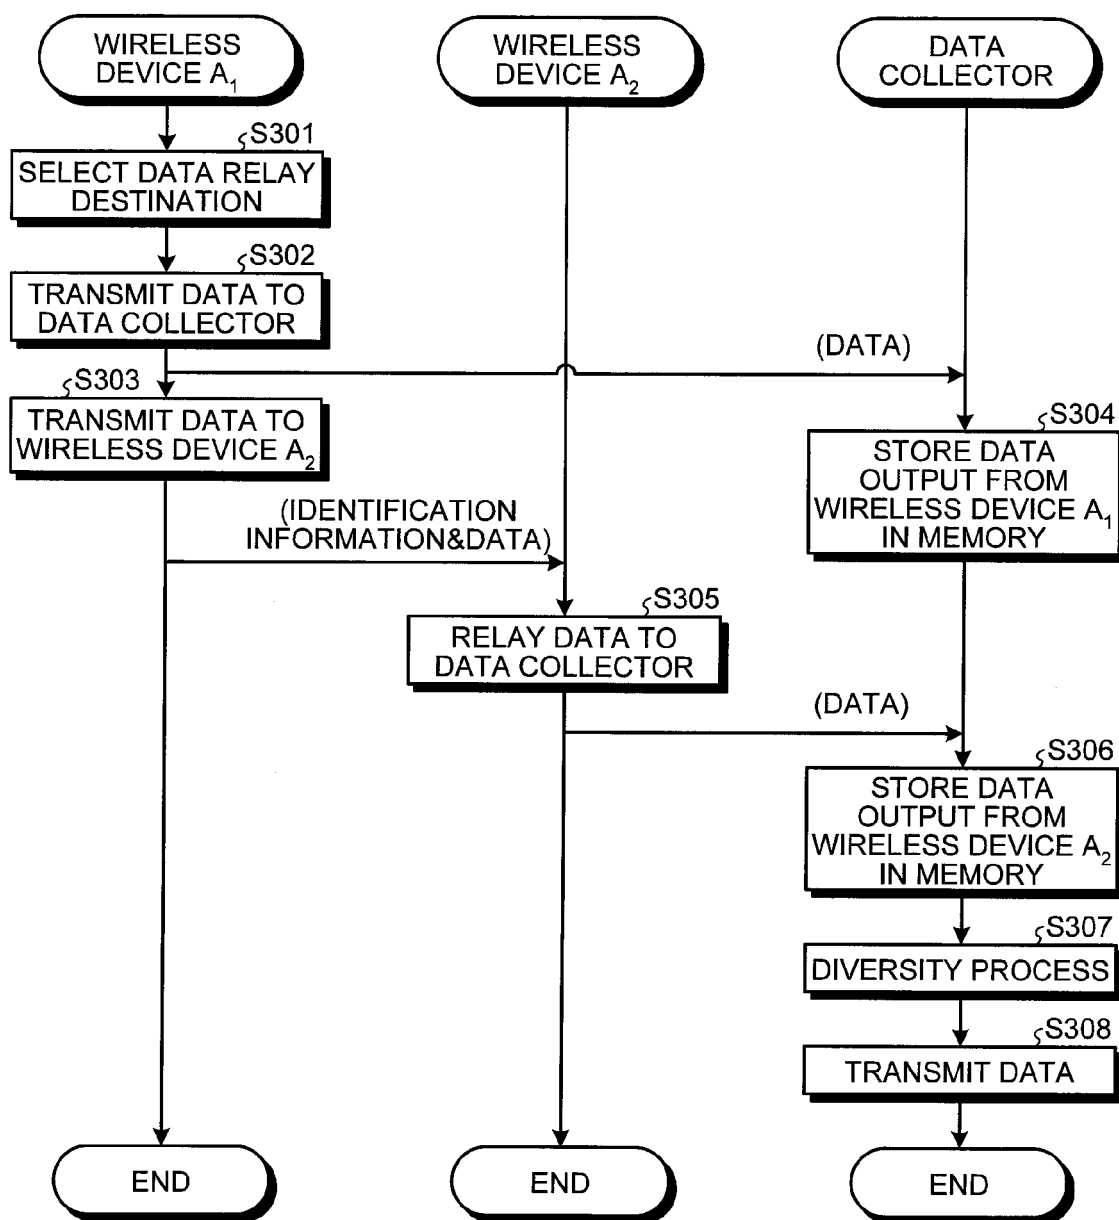 WIRELESS
DEVICE A₁
WIRELESS
DEVICE A₂
DATA
COLLECTOR
S301
SELECT DATA RELAY
DESTINATION
S302
TRANSMIT DATA TO
DATA COLLECTOR
(DATA)
S303
TRANSMIT DATA TO
WIRELESS DEVICE A₂
S304
STORE DATA
OUTPUT FROM
WIRELESS DEVICE A₁
IN MEMORY
(IDENTIFICATION
INFORMATION&DATA)
S305
RELAY DATA TO
DATA COLLECTOR
(DATA)
S306
STORE DATA
OUTPUT FROM
WIRELESS DEVICE A₂
IN MEMORY
S307
DIVERSITY PROCESS
S308
TRANSMIT DATA
END
END
END